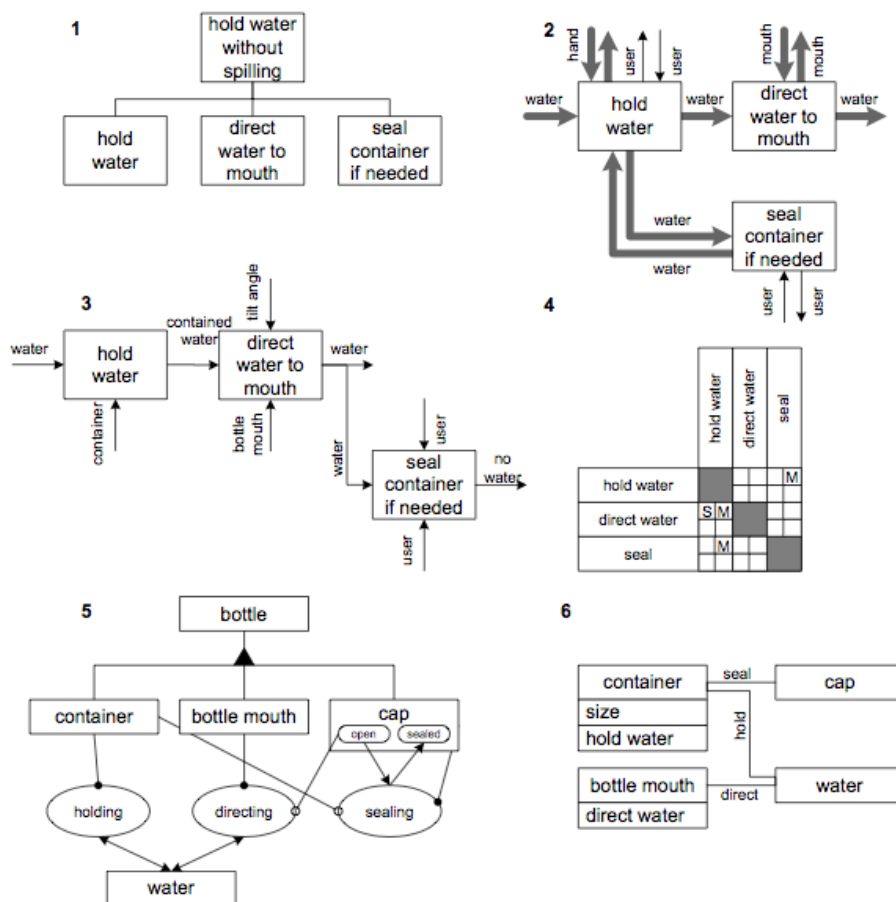 1
hold water
without
spilling
hold
water
direct
water to
mouth
seal
container
if needed
2
hand
user
user
mouth
mouth
water
hold
water
water
direct
water to
mouth
water
water
water
seal
container
if needed
user
user
3
water
hold
water
container
contained
water
tilt angle
direct
water to
mouth
bottle
mouth
water
water
user
seal
container
if needed
user
no
water
4
hold water
direct water
seal
hold water
M
direct water
S M
seal
M
5
bottle
container
bottle mouth
cap
open
sealed
holding
directing
sealing
water
6
container
size
hold water
seal
cap
hold
bottle mouth
direct water
direct
water